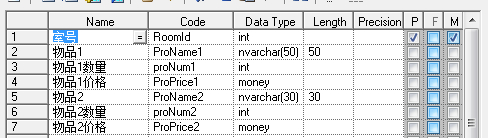 Name Code Data Type Length Precision P F M
1 室号 = RoomId int
2 物品1 ProName1 nvarchar(50) 50
3 物品1数量 proNum1 int
4 物品1价格 ProPrice1 money
5 物品2 ProName2 nvarchar(30) 30
6 物品2数量 proNum2 int
7 物品2价格 ProPrice2 money